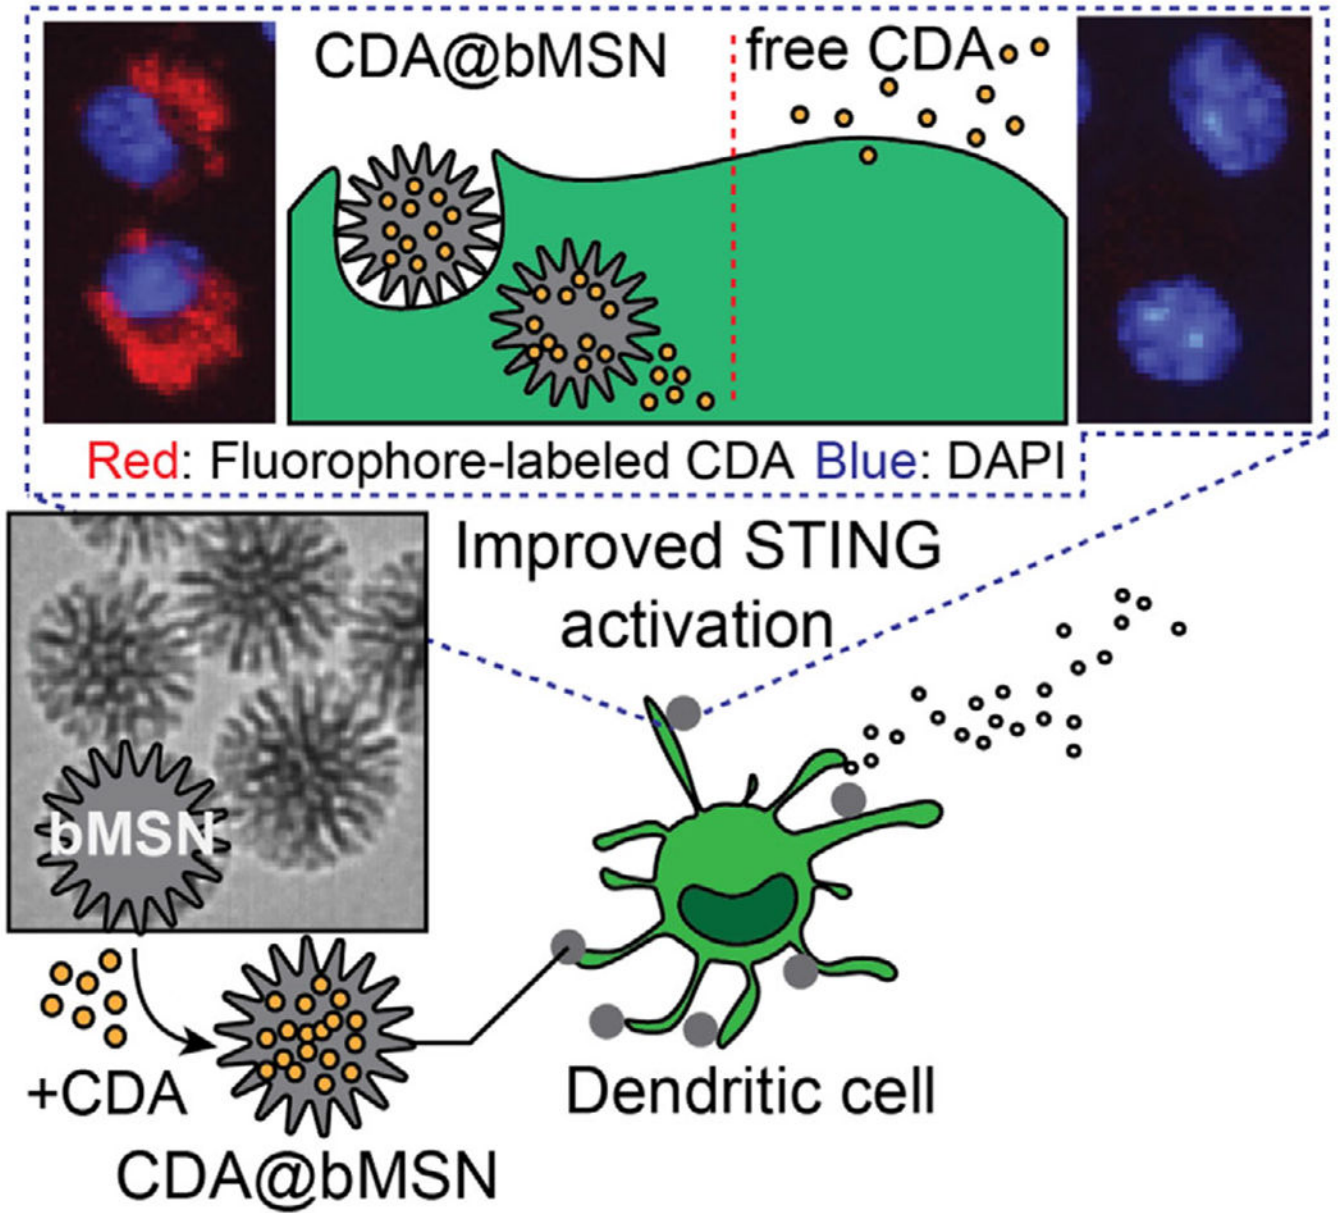 CDA@bMSN
free CDA
Red: Fluorophore-labeled CDA Blue: DAPI
Improved STING
activation
bMSN
+CDA
CDA@bMSN
Dendritic cell